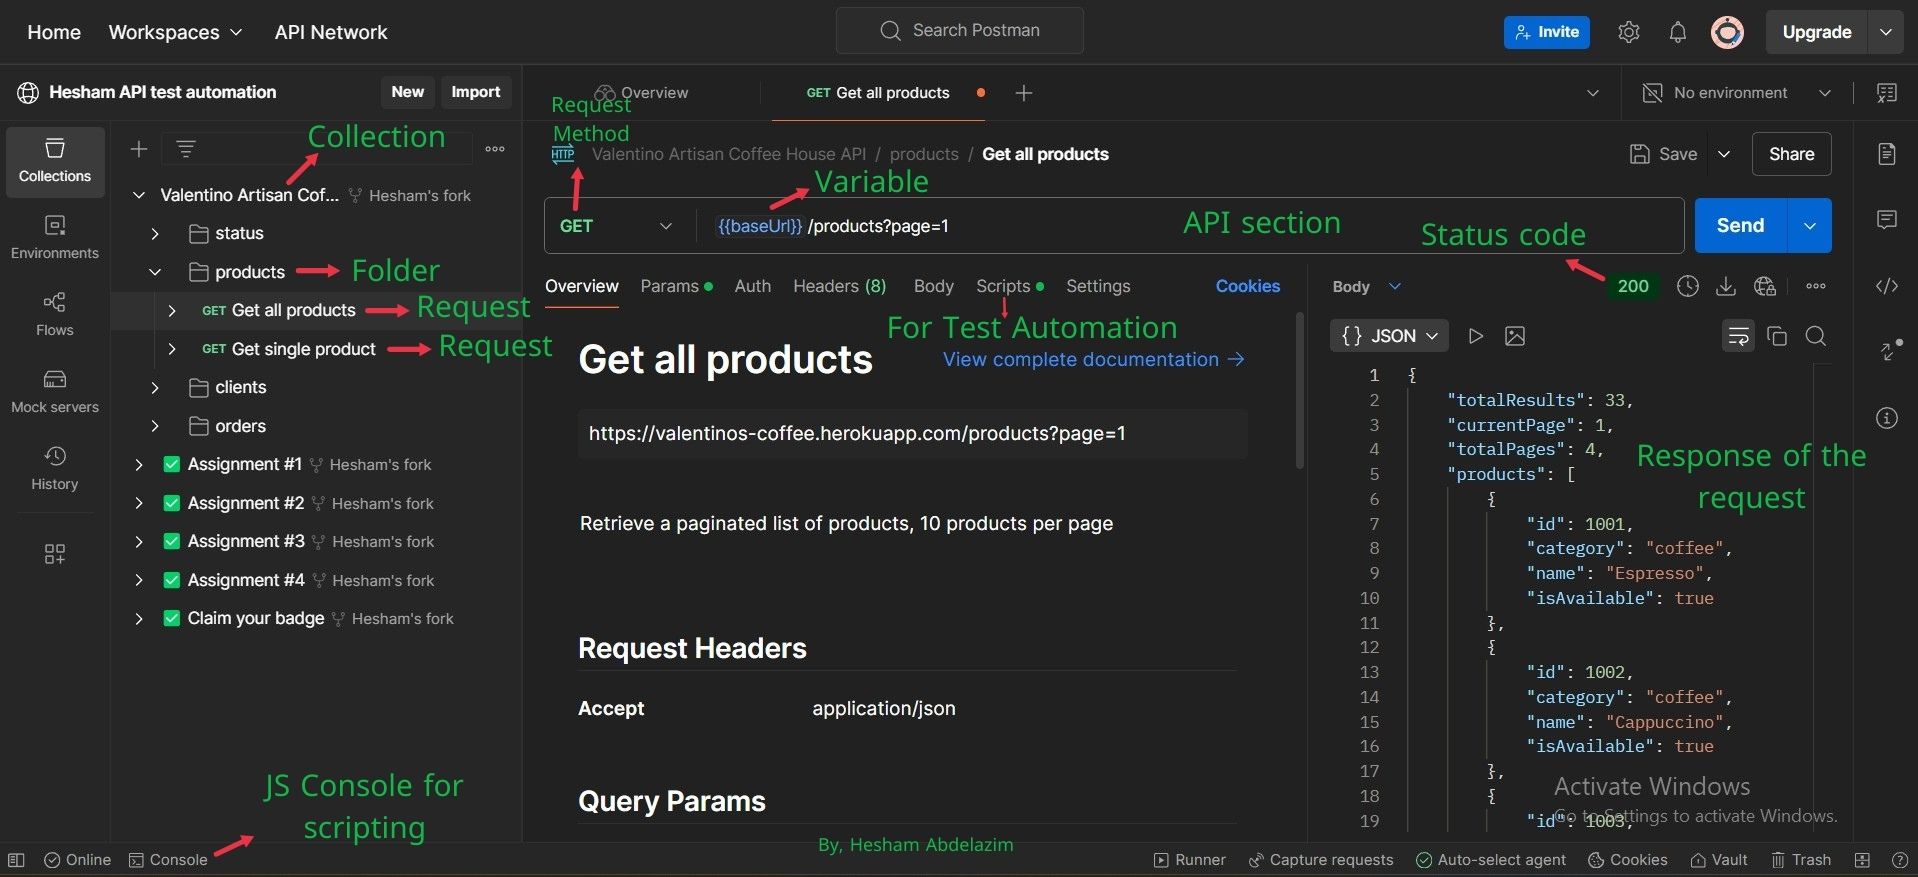 Home Workspaces API Network Search Postman Invite Upgrade
Hesham API test automation New Import Overview GET Get all products No environment
Request
Method
Collection
HTTP Valentino Artisan Coffee House API / products / Get all products Save Share
Collections
Environments
Flows
Mock servers
History
Valentino Artisan Cof... Hesham's fork
status
products Folder
GET Get all products Request
GET Get single product Request
clients
orders
Assignment #1 Hesham's fork
Assignment #2 Hesham's fork
Assignment #3 Hesham's fork
Assignment #4 Hesham's fork
Claim your badge Hesham's fork
JS Console for
scripting
Variable
GET {{baseUrl}} /products?page=1 API section Send
Status code
Overview Params Auth Headers (8) Body Scripts Settings Cookies
For Test Automation
Get all products View complete documentation →
https://valentinos-coffee.herokuapp.com/products?page=1
Retrieve a paginated list of products, 10 products per page
Request Headers
Accept application/json
Query Params
By, Hesham Abdelazim
Body 200
{ } JSON
1 {
2 "totalResults": 33,
3 "currentPage": 1,
4 "totalPages": 4,
5 "products": [
6 {
7 "id": 1001,
8 "category": "coffee",
9 "name": "Espresso",
10 "isAvailable": true
11 },
12 {
13 "id": 1002,
14 "category": "coffee",
15 "name": "Cappuccino",
16 "isAvailable": true
17 },
18 {
19 "id": 1003,
Response of the
request
Activate Windows
Go to Settings to activate Windows.
Online Console Runner Capture requests Auto-select agent Cookies Vault Trash